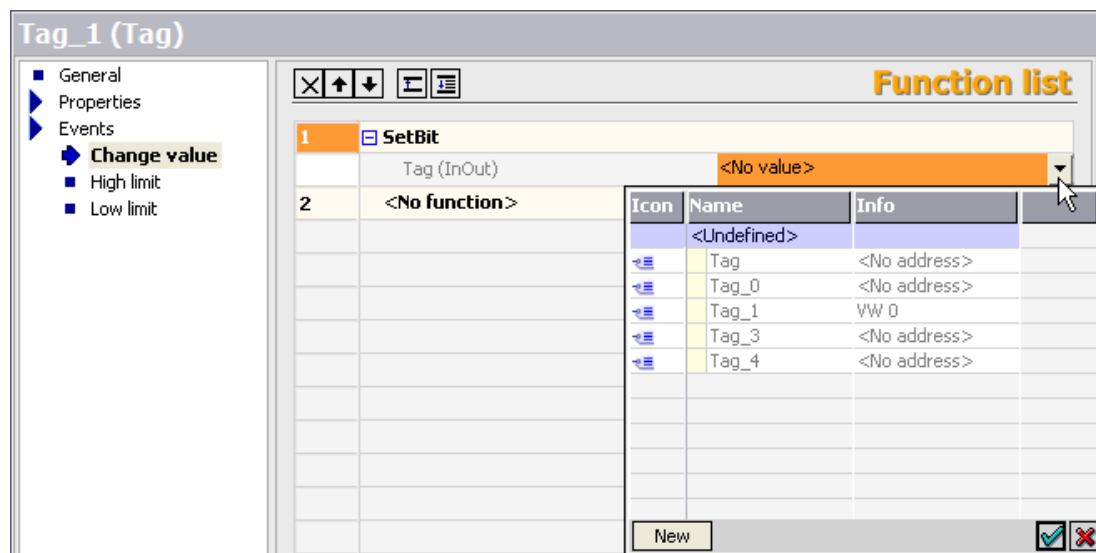 Tag_1 (Tag)
General
Properties
Events
Change value
High limit
Low limit
Function list
1 SetBit
Tag (InOut) <No value>
2 <No function>
Icon Name Info
<Undefined>
Tag <No address>
Tag_0 <No address>
Tag_1 VW 0
Tag_3 <No address>
Tag_4 <No address>
New